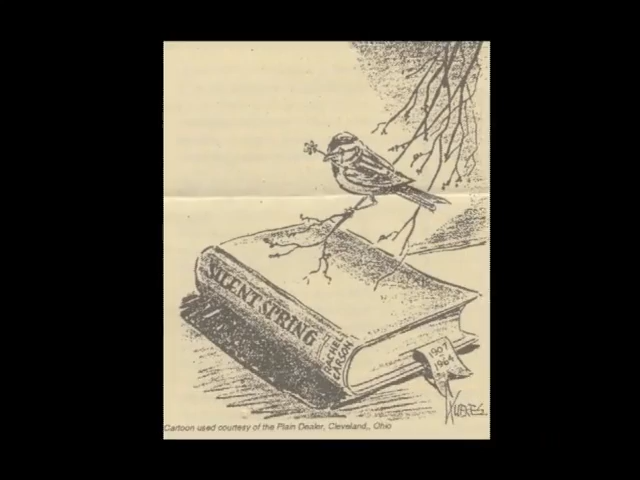 SILENT SPRING
RACHEL
CARSON
1907
1964
KUEKES
Cartoon used courtesy of the Plain Dealer, Cleveland,, Ohio